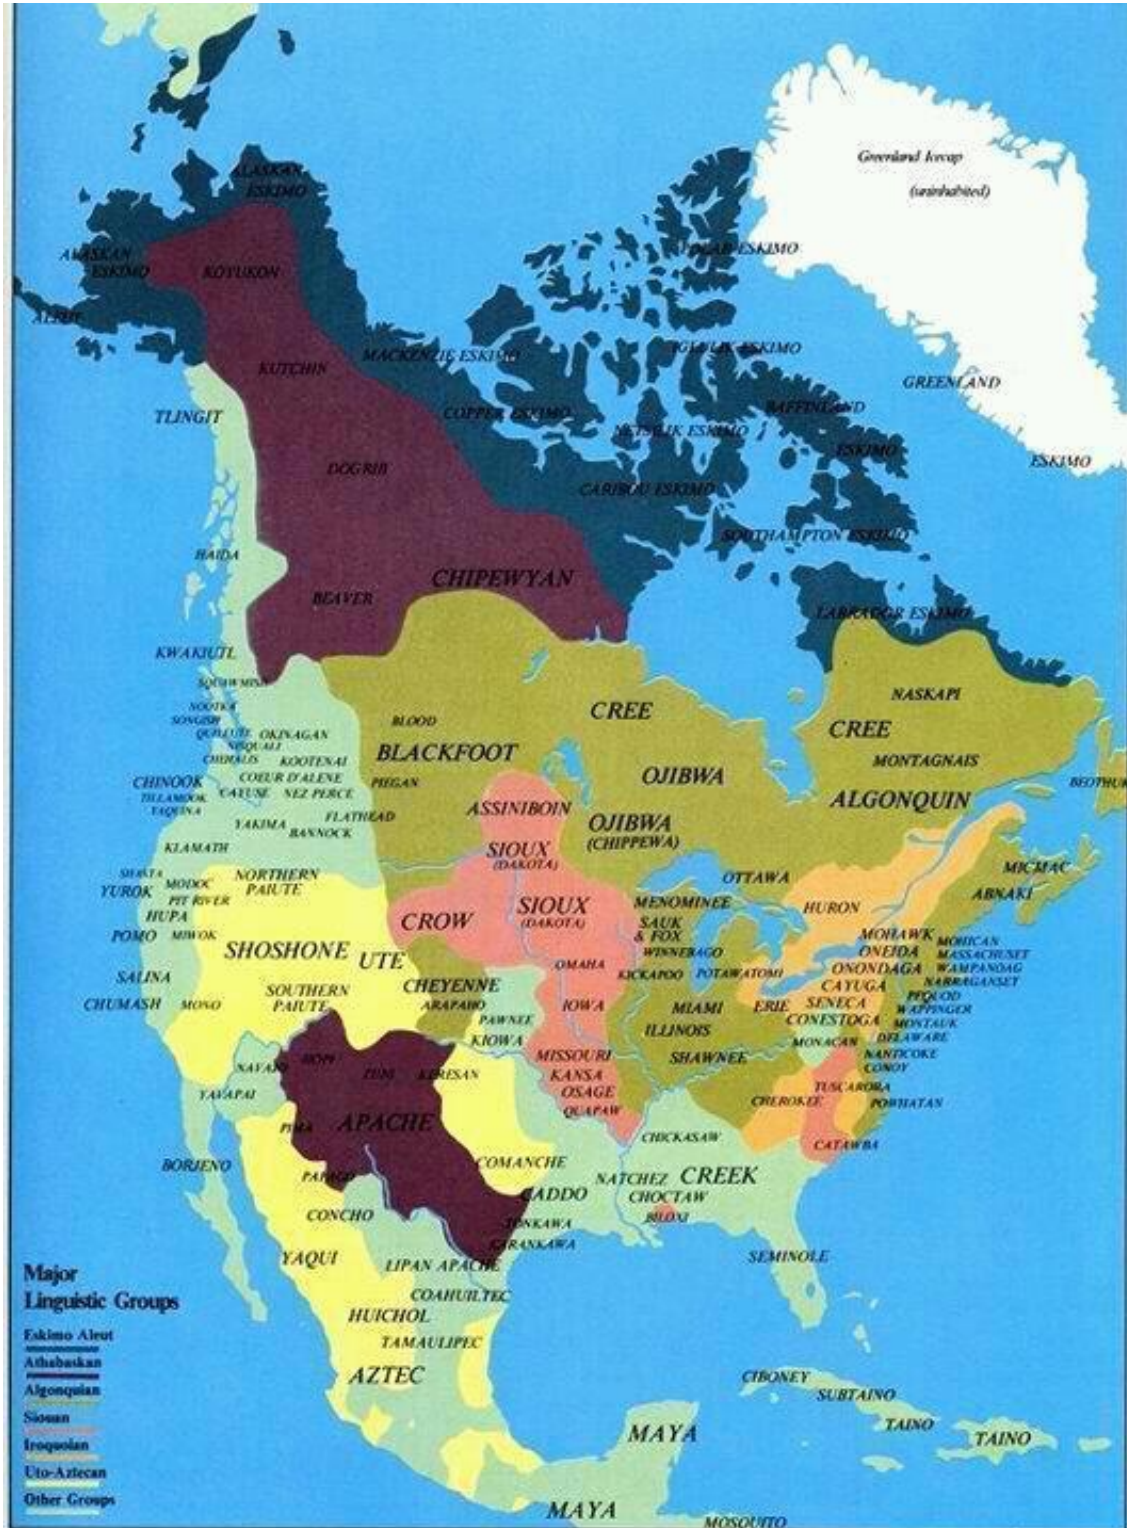 Greenland Icecap
(uninhabited)
ALASKAN
ESKIMO
ALASKAN
ESKIMO
KOYUKON
POLAR ESKIMO
ALEUT
MACKENZIE ESKIMO
IGLULIK ESKIMO
KUTCHIN
GREENLAND
TLINGIT
COPPER ESKIMO
BAFFINLAND
NETSILIK ESKIMO
ESKIMO
ESKIMO
DOGRIB
CARIBOU ESKIMO
SOUTHAMPTON ESKIMO
HAIDA
CHIPEWYAN
BEAVER
LABRADOR ESKIMO
KWAKIUTL
SQUAWMISH
NASKAPI
NOOTKA
CREE
SONGISH
BLOOD
CREE
QUILEUTE
OKINAGAN
NISQUALI
BLACKFOOT
CHEHALIS
KOOTENAI
MONTAGNAIS
COEUR D'ALENE
OJIBWA
CHINOOK
PIEGAN
BEOTHUK
CAYUSE
NEZ PERCE
TILLAMOOK
ALGONQUIN
YAQUINA
ASSINIBOIN
FLATHEAD
YAKIMA
OJIBWA
(CHIPPEWA)
BANNOCK
KLAMATH
SIOUX
(DAKOTA)
MICMAC
SHASTA
NORTHERN
PAIUTE
OTTAWA
YUROK
MODOC
ABNAKI
PIT RIVER
MENOMINEE
HUPA
CROW
SIOUX
(DAKOTA)
SAUK
& FOX
HURON
POMO
MIWOK
MOHAWK
MOHICAN
SHOSHONE
UTE
WINNEBAGO
ONEIDA
MASSACHUSET
OMAHA
KICKAPOO
POTAWATOMI
ONONDAGA
WAMPANOAG
SALINA
CHEYENNE
CAYUGA
NARRAGANSET
SOUTHERN
PAIUTE
CHUMASH
MONO
ARAPAHO
IOWA
MIAMI
ERIE
SENECA
PEQUOD
WAPPINGER
PAWNEE
CONESTOGA
MONTAUK
ILLINOIS
KIOWA
MONACAN
DELAWARE
MISSOURI
SHAWNEE
NANTICOKE
NAVAJO
HOPI
ZUNI
KERESAN
KANSA
CONOY
YAVAPAI
OSAGE
TUSCARORA
QUAPAW
CHEROKEE
POWHATAN
PIMA
APACHE
CHICKASAW
CATAWBA
BORJENO
COMANCHE
PAPAGO
CADDO
NATCHEZ
CREEK
CHOCTAW
CONCHO
TONKAWA
BILOXI
KARANKAWA
YAQUI
LIPAN APACHE
SEMINOLE
COAHUILTEC
HUICHOL
TAMAULIPEC
AZTEC
CIBONEY
SUBTAINO
TAINO
TAINO
MAYA
MAYA
MOSQUITO
Major
Linguistic Groups
Eskimo Aleut
Athabaskan
Algonquian
Siouan
Iroquoian
Uto-Aztecan
Other Groups